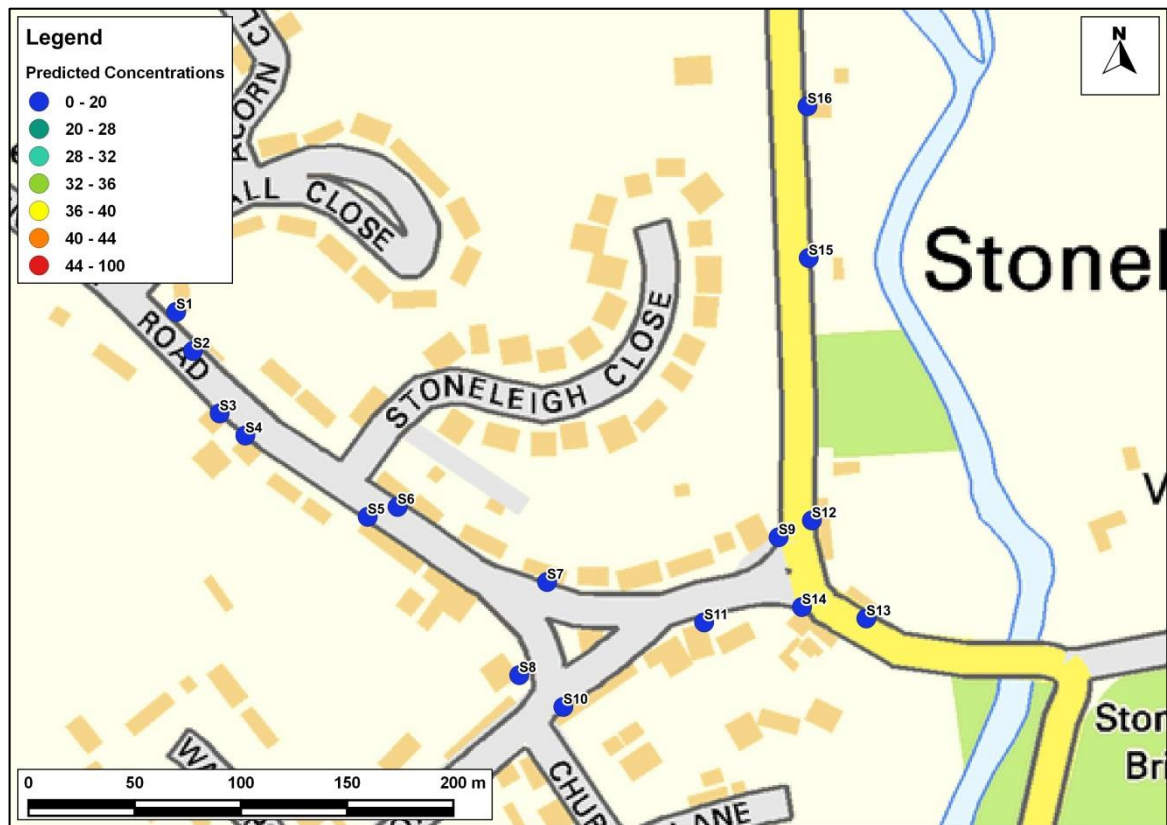 Legend
Predicted Concentrations
0 - 20
20 - 28
28 - 32
32 - 36
36 - 40
40 - 44
44 - 100
N
CL
ACORN
ALL CLOSE
S16
S15
Stonel
S1
S2
ROAD
S3
S4
STONELEIGH CLOSE
S5
S6
S7
S8
S9
S10
S11
S12
S13
S14
V
Ston
Bri
WA
CHUR
LANE
0 50 100 150 200 m